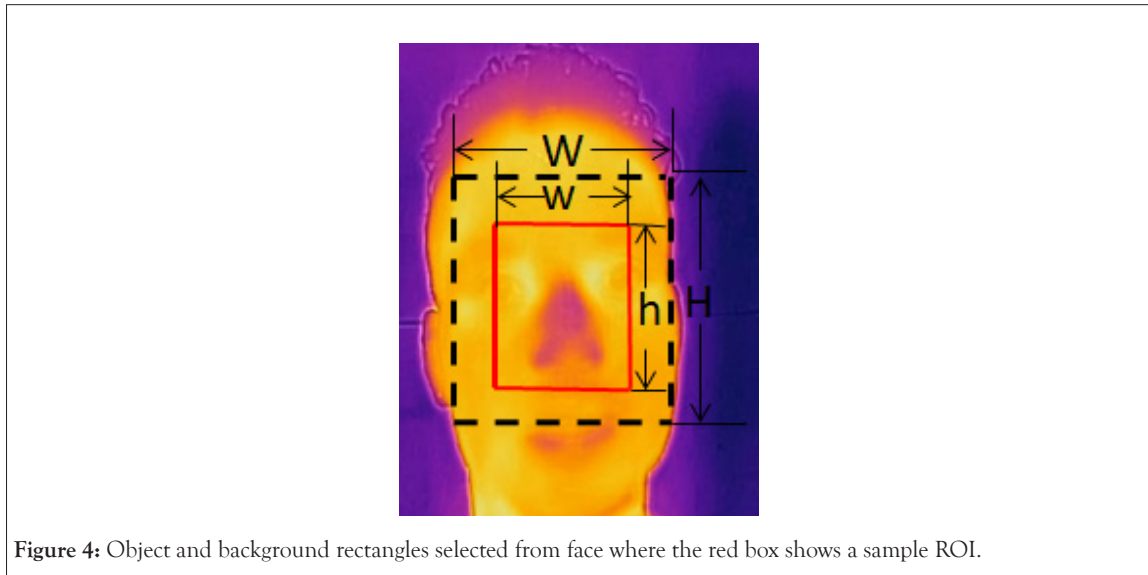 W
w
h H
Figure 4: Object and background rectangles selected from face where the red box shows a sample ROI.